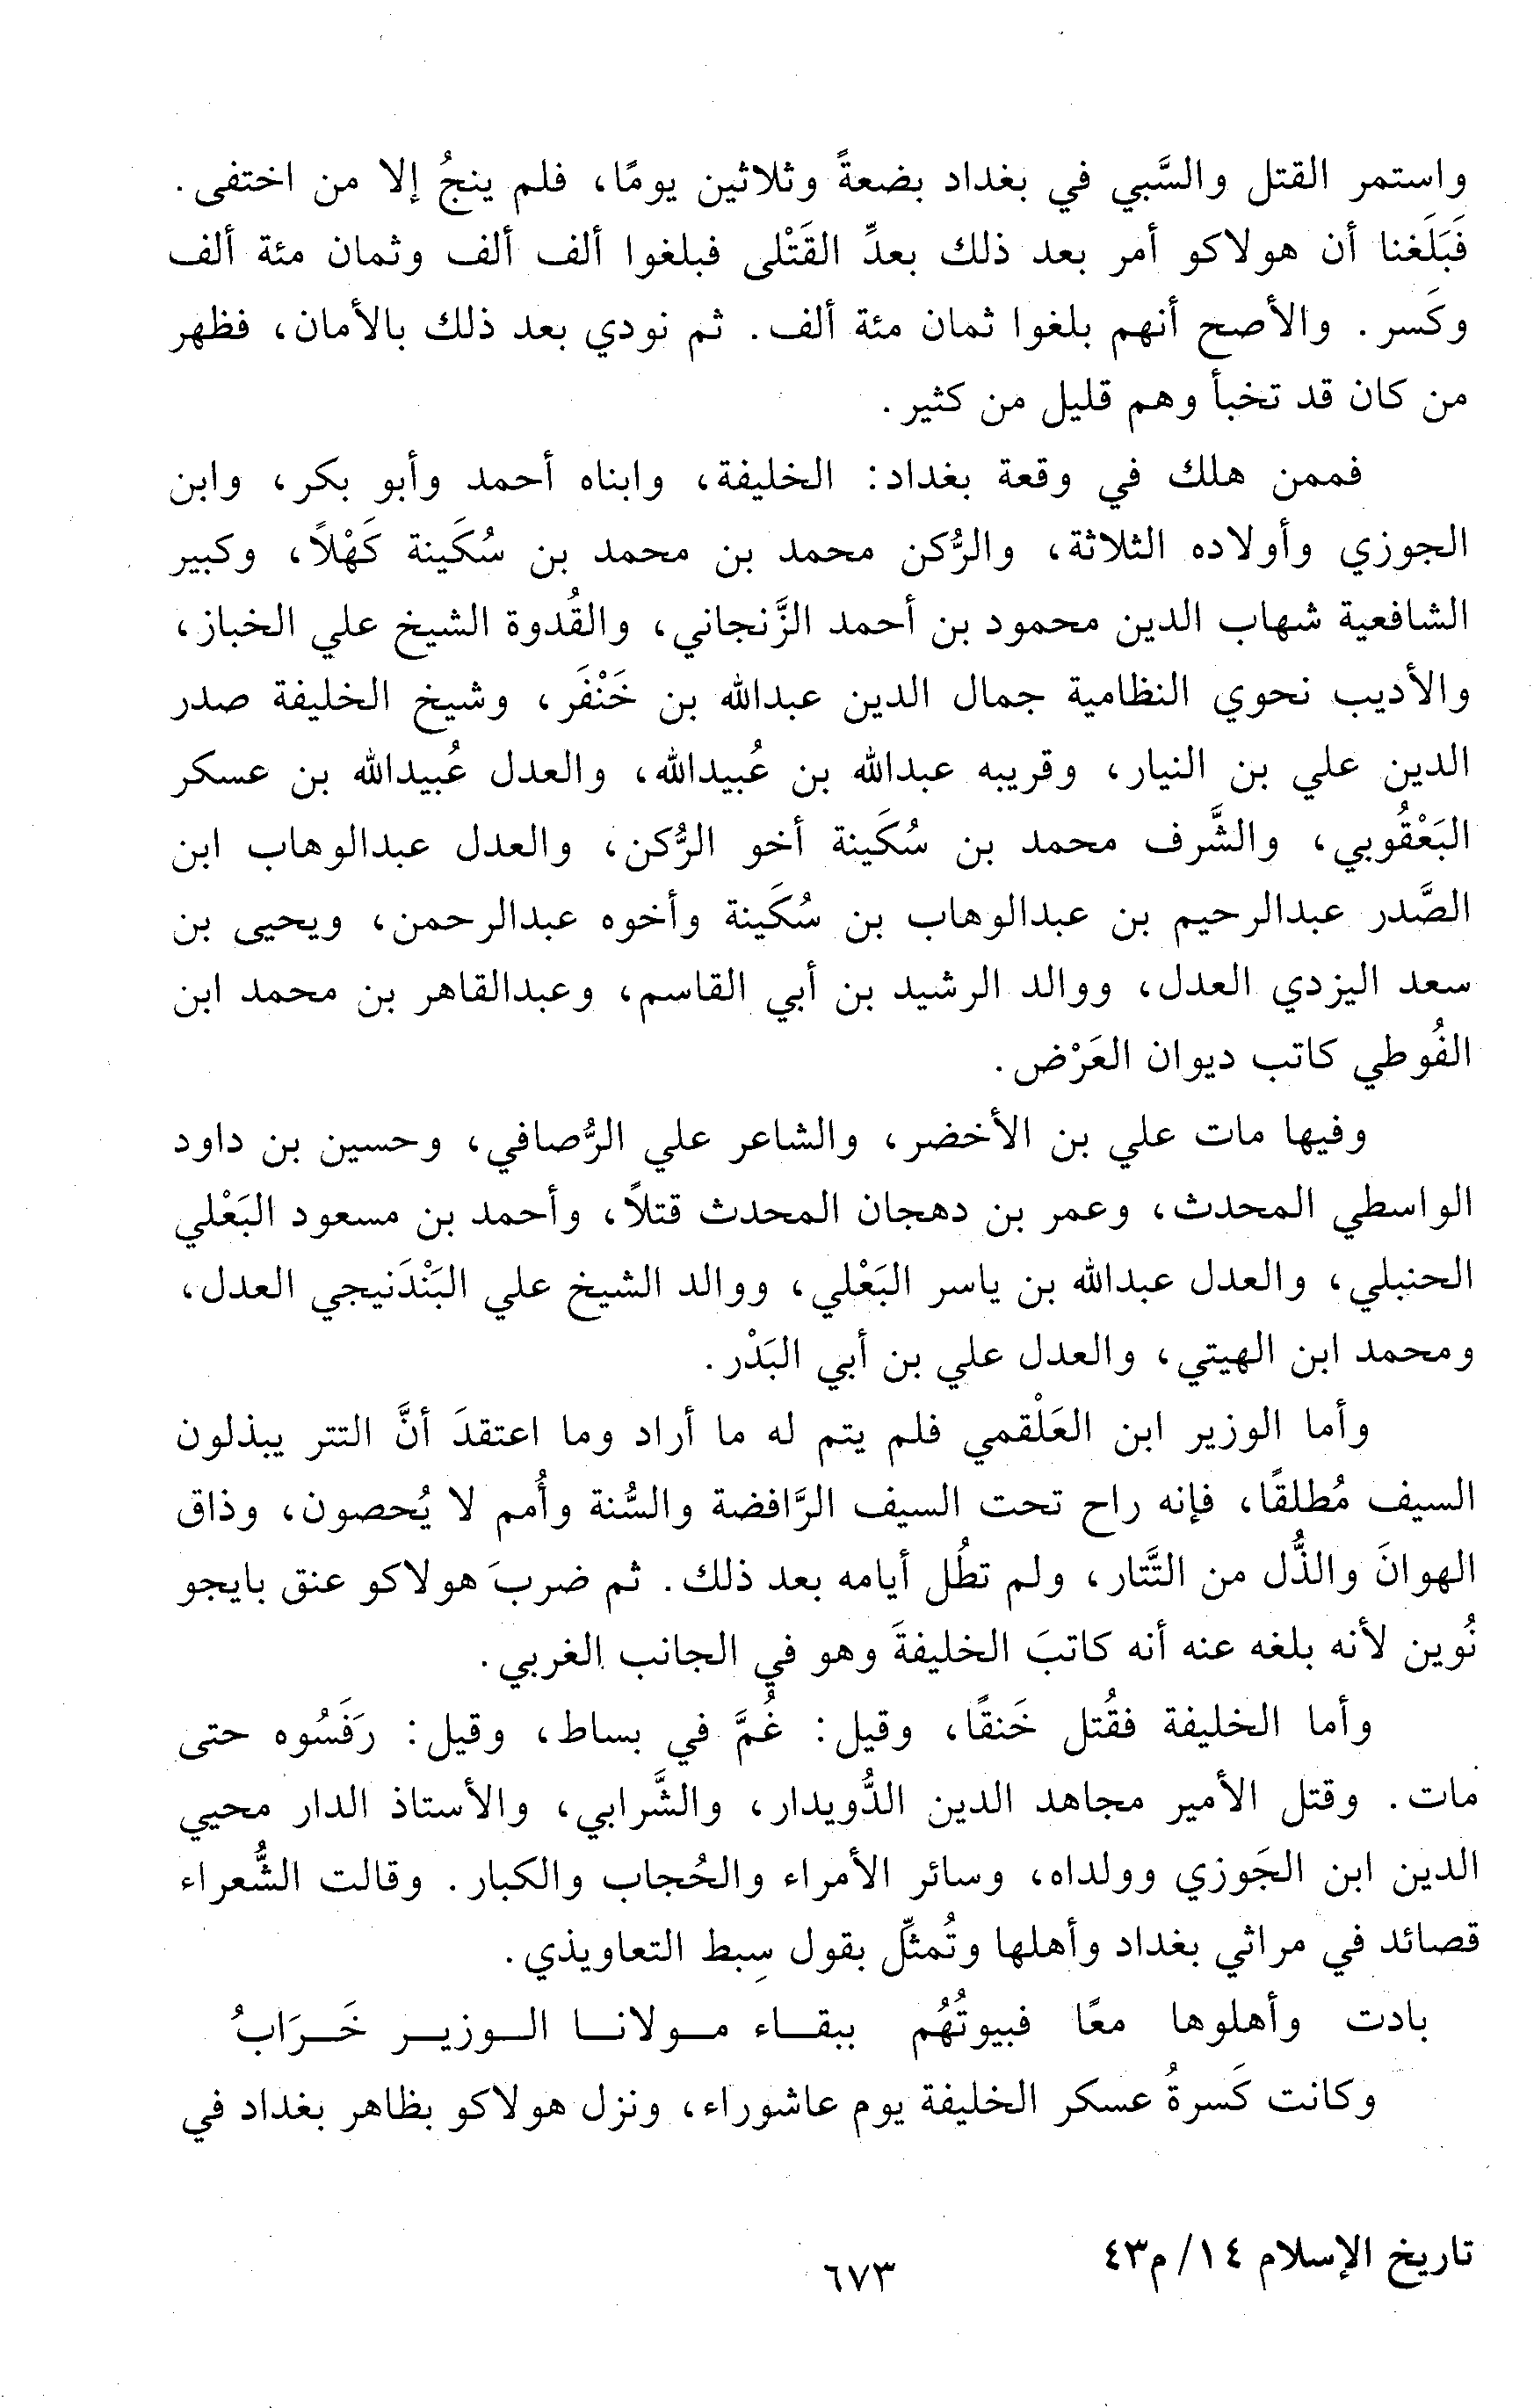 واستمر القتل والسَّبي في بغداد بضعةً وثلاثين يومًا، فلم ينجُ إلا من اختفى.
فَبَلَغنا أن هولاكو أمر بعد ذلك بعدِّ القَتْلى فبلغوا ألف ألف وثمان مئة ألف
وكَسر. والأصح أنهم بلغوا ثمان مئة ألف. ثم نودي بعد ذلك بالأمان، فظهر
من كان قد تخبأ وهم قليل من كثير.
فممن هلك في وقعة بغداد: الخليفة، وابناه أحمد وأبو بكر، وابن
الجوزي وأولاده الثلاثة، والرُّكن محمد بن محمد بن سُكَينة كَهْلاً، وكبير
الشافعية شهاب الدين محمود بن أحمد الزَّنجاني، والقُدوة الشيخ علي الخباز،
والأديب نحوي النظامية جمال الدين عبدالله بن خَنْفَر، وشيخ الخليفة صدر
الدين علي بن النيار، وقريبه عبدالله بن عُبيدالله، والعدل عُبيدالله بن عسكر
البَعْقُوبي، والشَّرف محمد بن سُكَينة أخو الرُّكن، والعدل عبدالوهاب ابن
الصَّدر عبدالرحيم بن عبدالوهاب بن سُكَينة وأخوه عبدالرحمن، ويحيى بن
سعد اليزدي العدل، ووالد الرشيد بن أبي القاسم، وعبدالقاهر بن محمد ابن
الفُوطي كاتب ديوان العَرْض.
وفيها مات علي بن الأخضر، والشاعر علي الرُّصافي، وحسين بن داود
الواسطي المحدث، وعمر بن دهجان المحدث قتلاً، وأحمد بن مسعود البَعْلي
الحنبلي، والعدل عبدالله بن ياسر البَعْلي، ووالد الشيخ علي البَنْدَنيجي العدل،
ومحمد ابن الهيتي، والعدل علي بن أبي البَدْر.
وأما الوزير ابن العَلْقمي فلم يتم له ما أراد وما اعتقدَ أنَّ التتر يبذلون
السيف مُطلقًا، فإنه راح تحت السيف الرَّافضة والسُّنة وأُمم لا يُحصون، وذاق
الهوانَ والذُّل من التَّتار، ولم تطُل أيامه بعد ذلك. ثم ضربَ هولاكو عنق بايجو
نُوين لأنه بلغه عنه أنه كاتبَ الخليفةَ وهو في الجانب الغربي.
وأما الخليفة فقُتل خَنقًا، وقيل: غُمَّ في بساط، وقيل: رَفَسُوه حتى
مات. وقتل الأمير مجاهد الدين الدُّويدار، والشَّرابي، والأستاذ الدار محيي
الدين ابن الجَوزي وولداه، وسائر الأمراء والحُجاب والكبار. وقالت الشُّعراء
قصائد في مراثي بغداد وأهلها وتُمثِّل بقول سِبط التعاويذي.
بادت وأهلوها معًا فبيوتُهُم ببقـــاء مـــولانـــا الـــوزيـــر خَـــرَابُ
وكانت كَسرةُ عسكر الخليفة يوم عاشوراء، ونزل هولاكو بظاهر بغداد في
تاريخ الإسلام ١٤/ م٤٣
٦٧٣